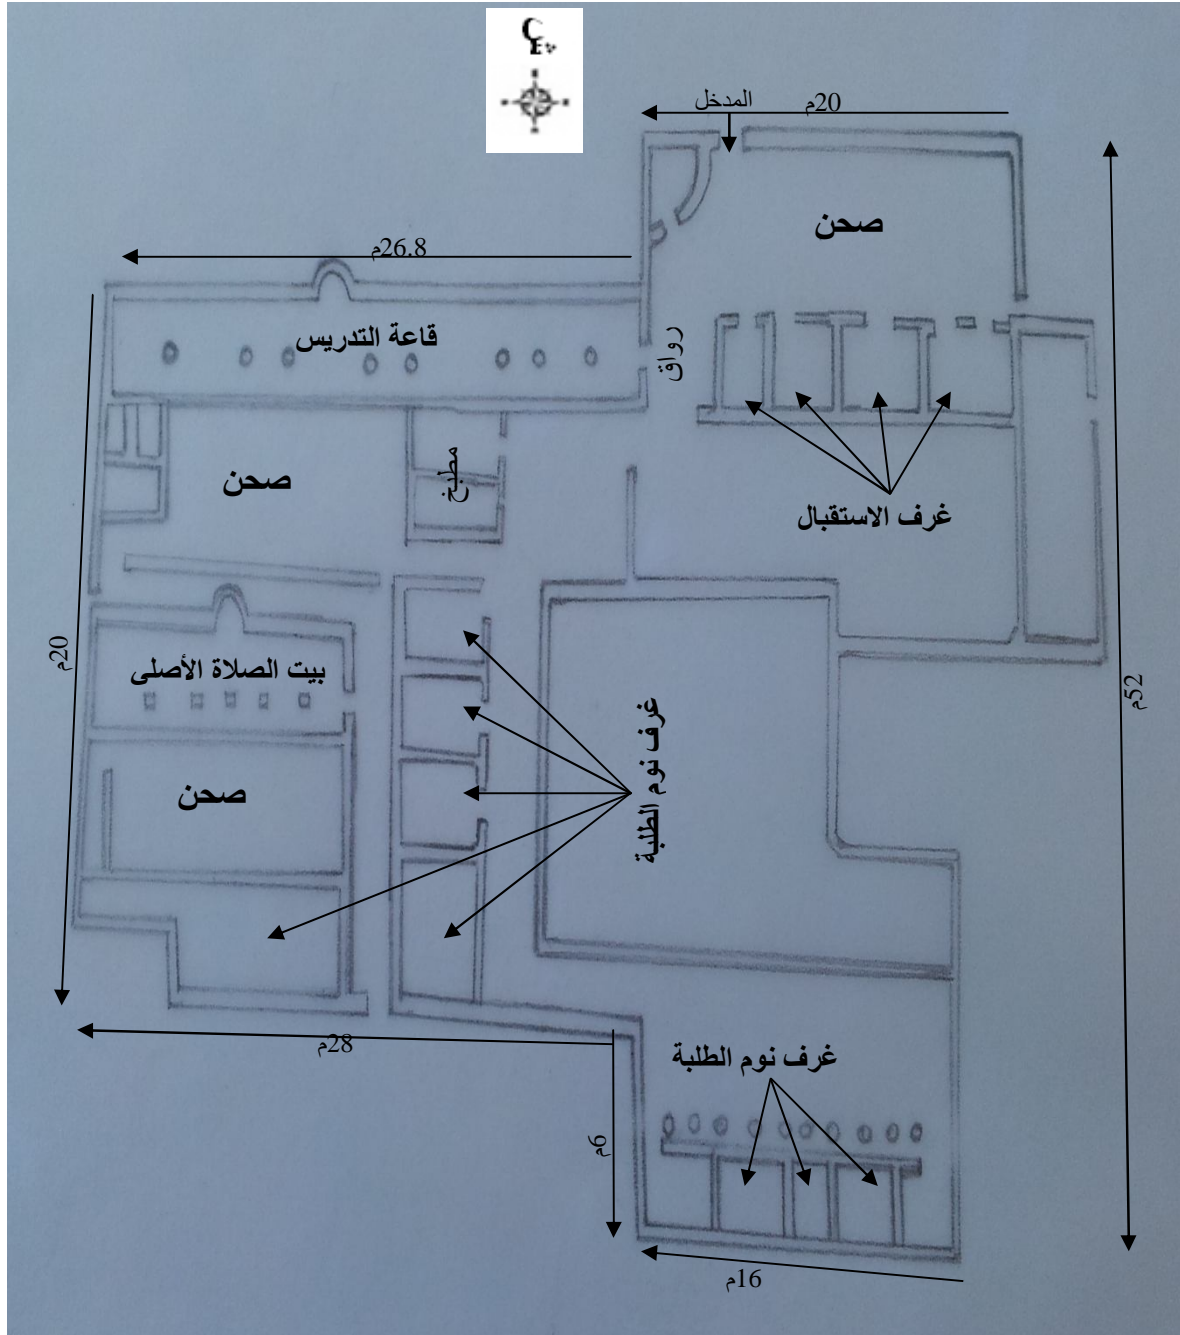 المدخل
20م
صحن
26.8م
قاعة التدريس
رواق
صحن
مطبخ
غرف الاستقبال
20م
بيت الصلاة الأصلى
52م
صحن
غرف نوم الطلبة
28م
غرف نوم الطلبة
6م
16م